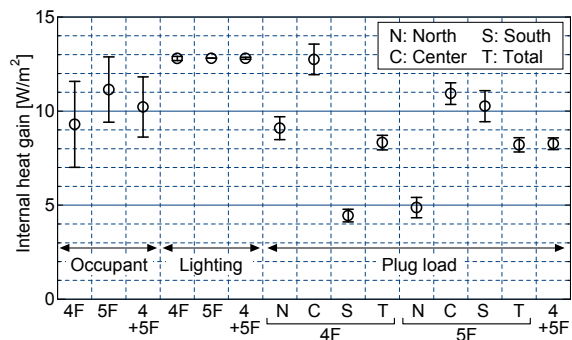 Internal heat gain [W/m²]
15
10
5
0
N: North S: South
C: Center T: Total
Occupant Lighting Plug load
4F 5F 4 4F 5F 4 N C S T N C S T 4
+5F +5F +5F
4F 5F